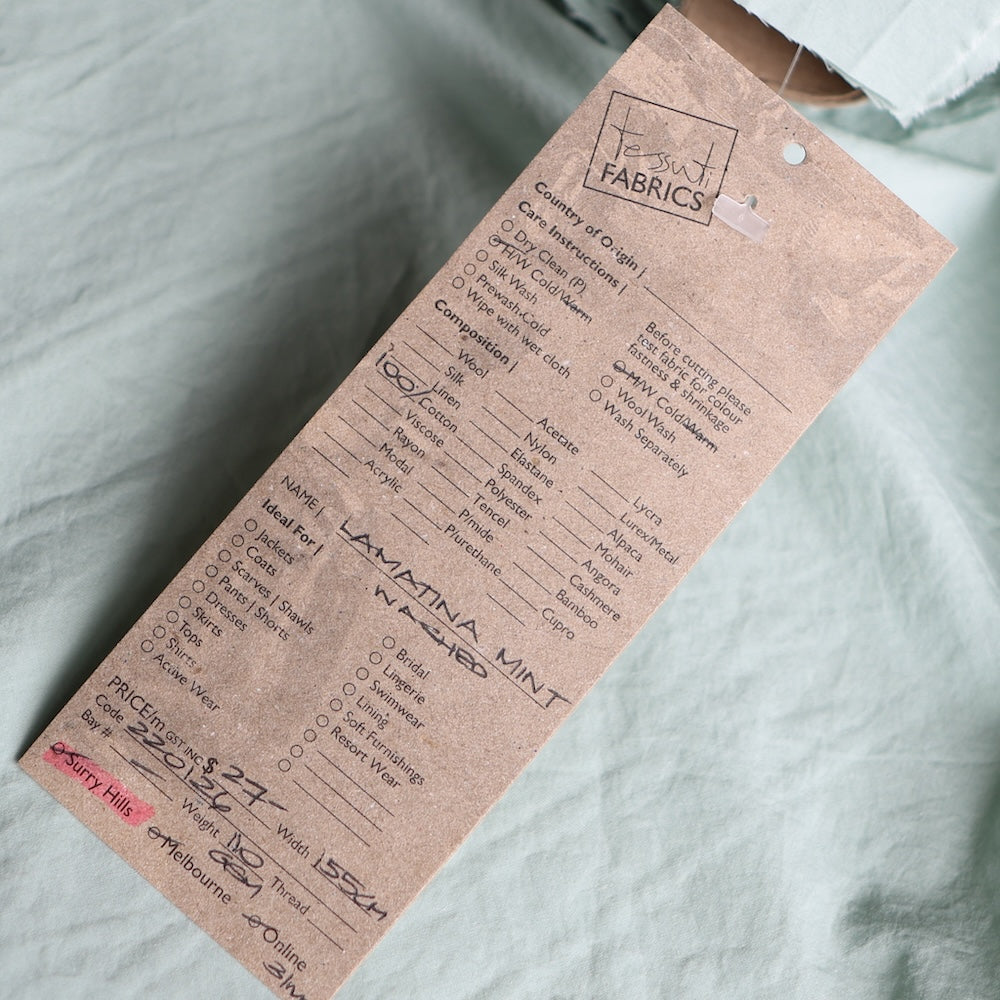 tessuti
FABRICS
Country of Origin |
Care Instructions |
Dry Clean (P)
H/W Cold/Warm
Silk Wash
Prewash-Cold
Wipe with wet cloth
Before cutting please
test fabric for colour
fastness & shrinkage
H/W Cold/Warm
Wool Wash
Wash Separately
Composition |
Wool
Silk
Linen
100/ Cotton
Viscose
Rayon
Modal
Acrylic
Acetate
Nylon
Elastane
Spandex
Polyester
Tencel
P/mide
P/urethane
Lycra
Lurex/Metal
Alpaca
Mohair
Angora
Cashmere
Bamboo
Cupro
NAME | LAMATINA MINT
WASHED
Ideal For |
Jackets
Coats
Scarves | Shawls
Pants | Shorts
Dresses
Skirts
Tops
Shirts
Active Wear
Bridal
Lingerie
Swimwear
Lining
Soft Furnishings
Resort Wear
PRICE/m GST INC $ 27-
Code 220126 Width 155CM
Bay # Weight 110 GSM Thread
Surry Hills Melbourne Online